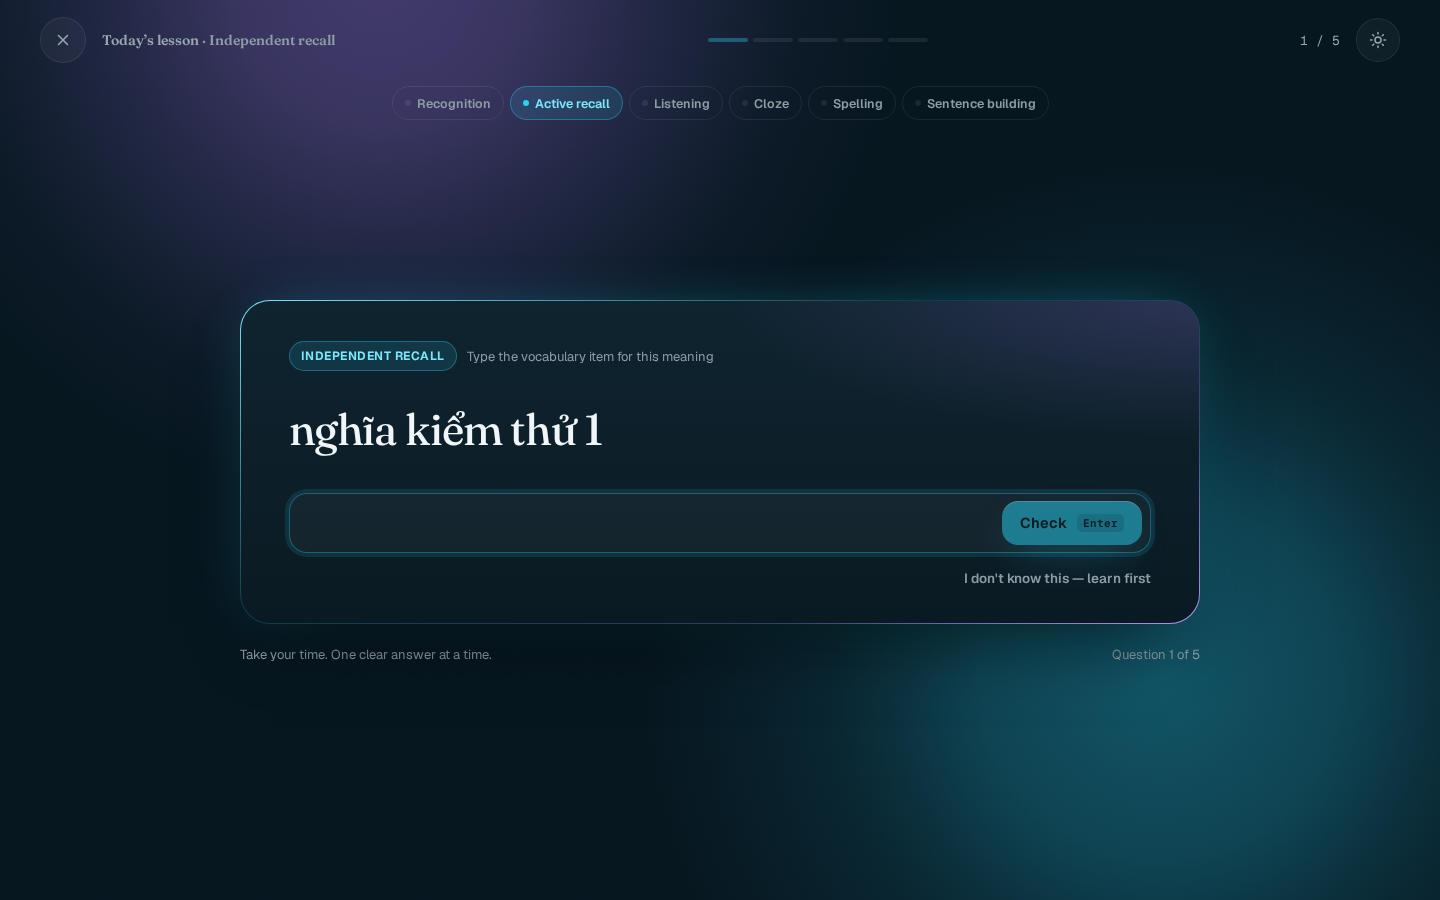 Today’s lesson · Independent recall
1 / 5
Recognition
Active recall
Listening
Cloze
Spelling
Sentence building
INDEPENDENT RECALL
Type the vocabulary item for this meaning
nghĩa kiểm thử 1
Check Enter
I don't know this — learn first
Take your time. One clear answer at a time.
Question 1 of 5